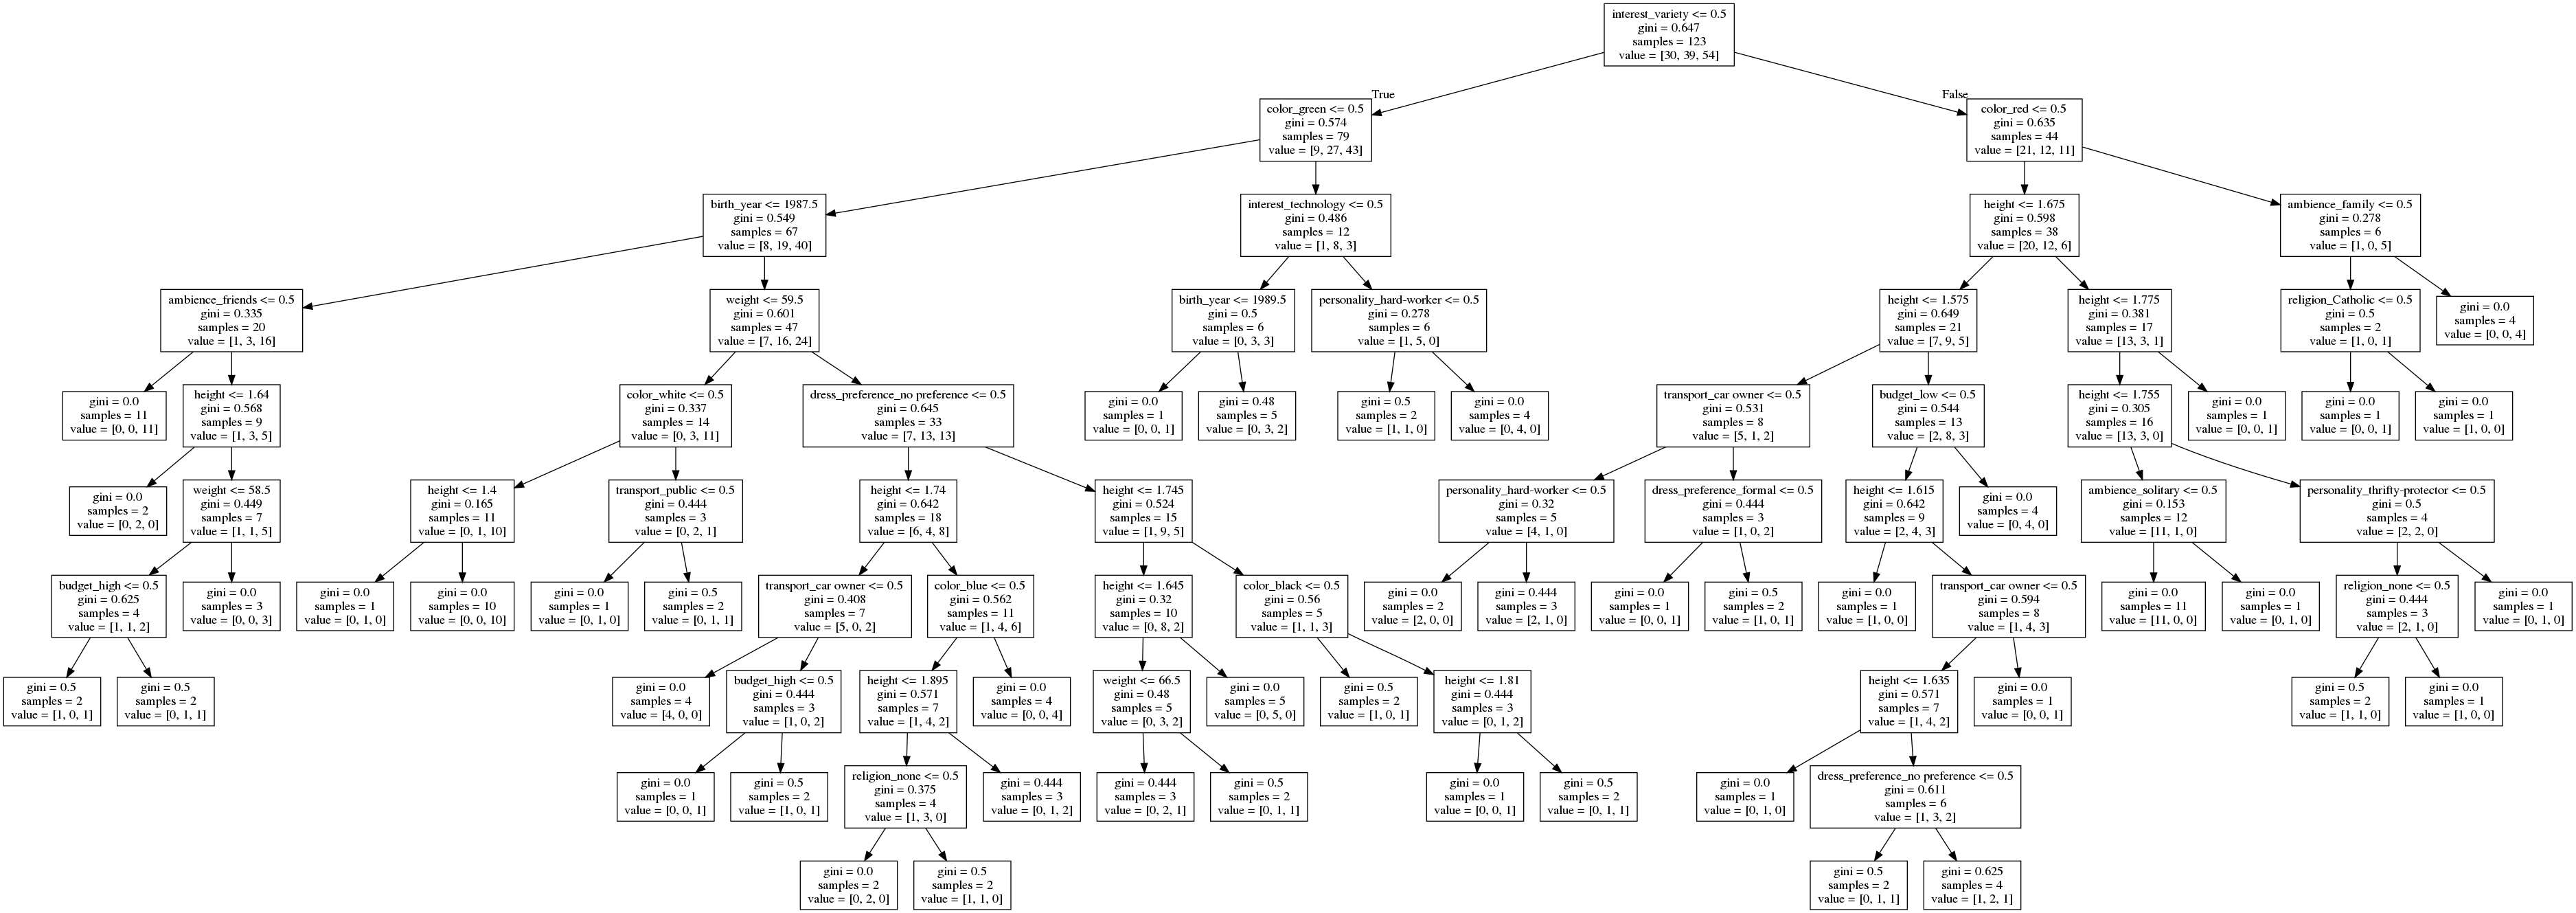 interest_variety <= 0.5
gini = 0.647
samples = 123
value = [30, 39, 54]
True
False
color_green <= 0.5
gini = 0.574
samples = 79
value = [9, 27, 43]
color_red <= 0.5
gini = 0.635
samples = 44
value = [21, 12, 11]
birth_year <= 1987.5
gini = 0.549
samples = 67
value = [8, 19, 40]
interest_technology <= 0.5
gini = 0.486
samples = 12
value = [1, 8, 3]
height <= 1.675
gini = 0.598
samples = 38
value = [20, 12, 6]
ambience_family <= 0.5
gini = 0.278
samples = 6
value = [1, 0, 5]
ambience_friends <= 0.5
gini = 0.335
samples = 20
value = [1, 3, 16]
weight <= 59.5
gini = 0.601
samples = 47
value = [7, 16, 24]
birth_year <= 1989.5
gini = 0.5
samples = 6
value = [0, 3, 3]
personality_hard-worker <= 0.5
gini = 0.278
samples = 6
value = [1, 5, 0]
height <= 1.575
gini = 0.649
samples = 21
value = [7, 9, 5]
height <= 1.775
gini = 0.381
samples = 17
value = [13, 3, 1]
religion_Catholic <= 0.5
gini = 0.5
samples = 2
value = [1, 0, 1]
gini = 0.0
samples = 4
value = [0, 0, 4]
gini = 0.0
samples = 11
value = [0, 0, 11]
height <= 1.64
gini = 0.568
samples = 9
value = [1, 3, 5]
color_white <= 0.5
gini = 0.337
samples = 14
value = [0, 3, 11]
dress_preference_no preference <= 0.5
gini = 0.645
samples = 33
value = [7, 13, 13]
gini = 0.0
samples = 1
value = [0, 0, 1]
gini = 0.48
samples = 5
value = [0, 3, 2]
gini = 0.5
samples = 2
value = [1, 1, 0]
gini = 0.0
samples = 4
value = [0, 4, 0]
transport_car owner <= 0.5
gini = 0.531
samples = 8
value = [5, 1, 2]
budget_low <= 0.5
gini = 0.544
samples = 13
value = [2, 8, 3]
height <= 1.755
gini = 0.305
samples = 16
value = [13, 3, 0]
gini = 0.0
samples = 1
value = [0, 0, 1]
gini = 0.0
samples = 1
value = [0, 0, 1]
gini = 0.0
samples = 1
value = [1, 0, 0]
gini = 0.0
samples = 2
value = [0, 2, 0]
weight <= 58.5
gini = 0.449
samples = 7
value = [1, 1, 5]
height <= 1.4
gini = 0.165
samples = 11
value = [0, 1, 10]
transport_public <= 0.5
gini = 0.444
samples = 3
value = [0, 2, 1]
height <= 1.74
gini = 0.642
samples = 18
value = [6, 4, 8]
height <= 1.745
gini = 0.524
samples = 15
value = [1, 9, 5]
personality_hard-worker <= 0.5
gini = 0.32
samples = 5
value = [4, 1, 0]
dress_preference_formal <= 0.5
gini = 0.444
samples = 3
value = [1, 0, 2]
height <= 1.615
gini = 0.642
samples = 9
value = [2, 4, 3]
gini = 0.0
samples = 4
value = [0, 4, 0]
ambience_solitary <= 0.5
gini = 0.153
samples = 12
value = [11, 1, 0]
personality_thrifty-protector <= 0.5
gini = 0.5
samples = 4
value = [2, 2, 0]
budget_high <= 0.5
gini = 0.625
samples = 4
value = [1, 1, 2]
gini = 0.0
samples = 3
value = [0, 0, 3]
gini = 0.0
samples = 1
value = [0, 1, 0]
gini = 0.0
samples = 10
value = [0, 0, 10]
gini = 0.0
samples = 1
value = [0, 1, 0]
gini = 0.5
samples = 2
value = [0, 1, 1]
transport_car owner <= 0.5
gini = 0.408
samples = 7
value = [5, 0, 2]
color_blue <= 0.5
gini = 0.562
samples = 11
value = [1, 4, 6]
height <= 1.645
gini = 0.32
samples = 10
value = [0, 8, 2]
color_black <= 0.5
gini = 0.56
samples = 5
value = [1, 1, 3]
gini = 0.0
samples = 2
value = [2, 0, 0]
gini = 0.444
samples = 3
value = [2, 1, 0]
gini = 0.0
samples = 1
value = [0, 0, 1]
gini = 0.5
samples = 2
value = [1, 0, 1]
gini = 0.0
samples = 1
value = [1, 0, 0]
transport_car owner <= 0.5
gini = 0.594
samples = 8
value = [1, 4, 3]
gini = 0.0
samples = 11
value = [11, 0, 0]
gini = 0.0
samples = 1
value = [0, 1, 0]
religion_none <= 0.5
gini = 0.444
samples = 3
value = [2, 1, 0]
gini = 0.0
samples = 1
value = [0, 1, 0]
gini = 0.5
samples = 2
value = [1, 0, 1]
gini = 0.5
samples = 2
value = [0, 1, 1]
gini = 0.0
samples = 4
value = [4, 0, 0]
budget_high <= 0.5
gini = 0.444
samples = 3
value = [1, 0, 2]
height <= 1.895
gini = 0.571
samples = 7
value = [1, 4, 2]
gini = 0.0
samples = 4
value = [0, 0, 4]
weight <= 66.5
gini = 0.48
samples = 5
value = [0, 3, 2]
gini = 0.0
samples = 5
value = [0, 5, 0]
gini = 0.5
samples = 2
value = [1, 0, 1]
height <= 1.81
gini = 0.444
samples = 3
value = [0, 1, 2]
height <= 1.635
gini = 0.571
samples = 7
value = [1, 4, 2]
gini = 0.0
samples = 1
value = [0, 0, 1]
gini = 0.5
samples = 2
value = [1, 1, 0]
gini = 0.0
samples = 1
value = [1, 0, 0]
gini = 0.0
samples = 1
value = [0, 0, 1]
gini = 0.5
samples = 2
value = [1, 0, 1]
religion_none <= 0.5
gini = 0.375
samples = 4
value = [1, 3, 0]
gini = 0.444
samples = 3
value = [0, 1, 2]
gini = 0.444
samples = 3
value = [0, 2, 1]
gini = 0.5
samples = 2
value = [0, 1, 1]
gini = 0.0
samples = 1
value = [0, 0, 1]
gini = 0.5
samples = 2
value = [0, 1, 1]
gini = 0.0
samples = 1
value = [0, 1, 0]
dress_preference_no preference <= 0.5
gini = 0.611
samples = 6
value = [1, 3, 2]
gini = 0.0
samples = 2
value = [0, 2, 0]
gini = 0.5
samples = 2
value = [1, 1, 0]
gini = 0.5
samples = 2
value = [0, 1, 1]
gini = 0.625
samples = 4
value = [1, 2, 1]